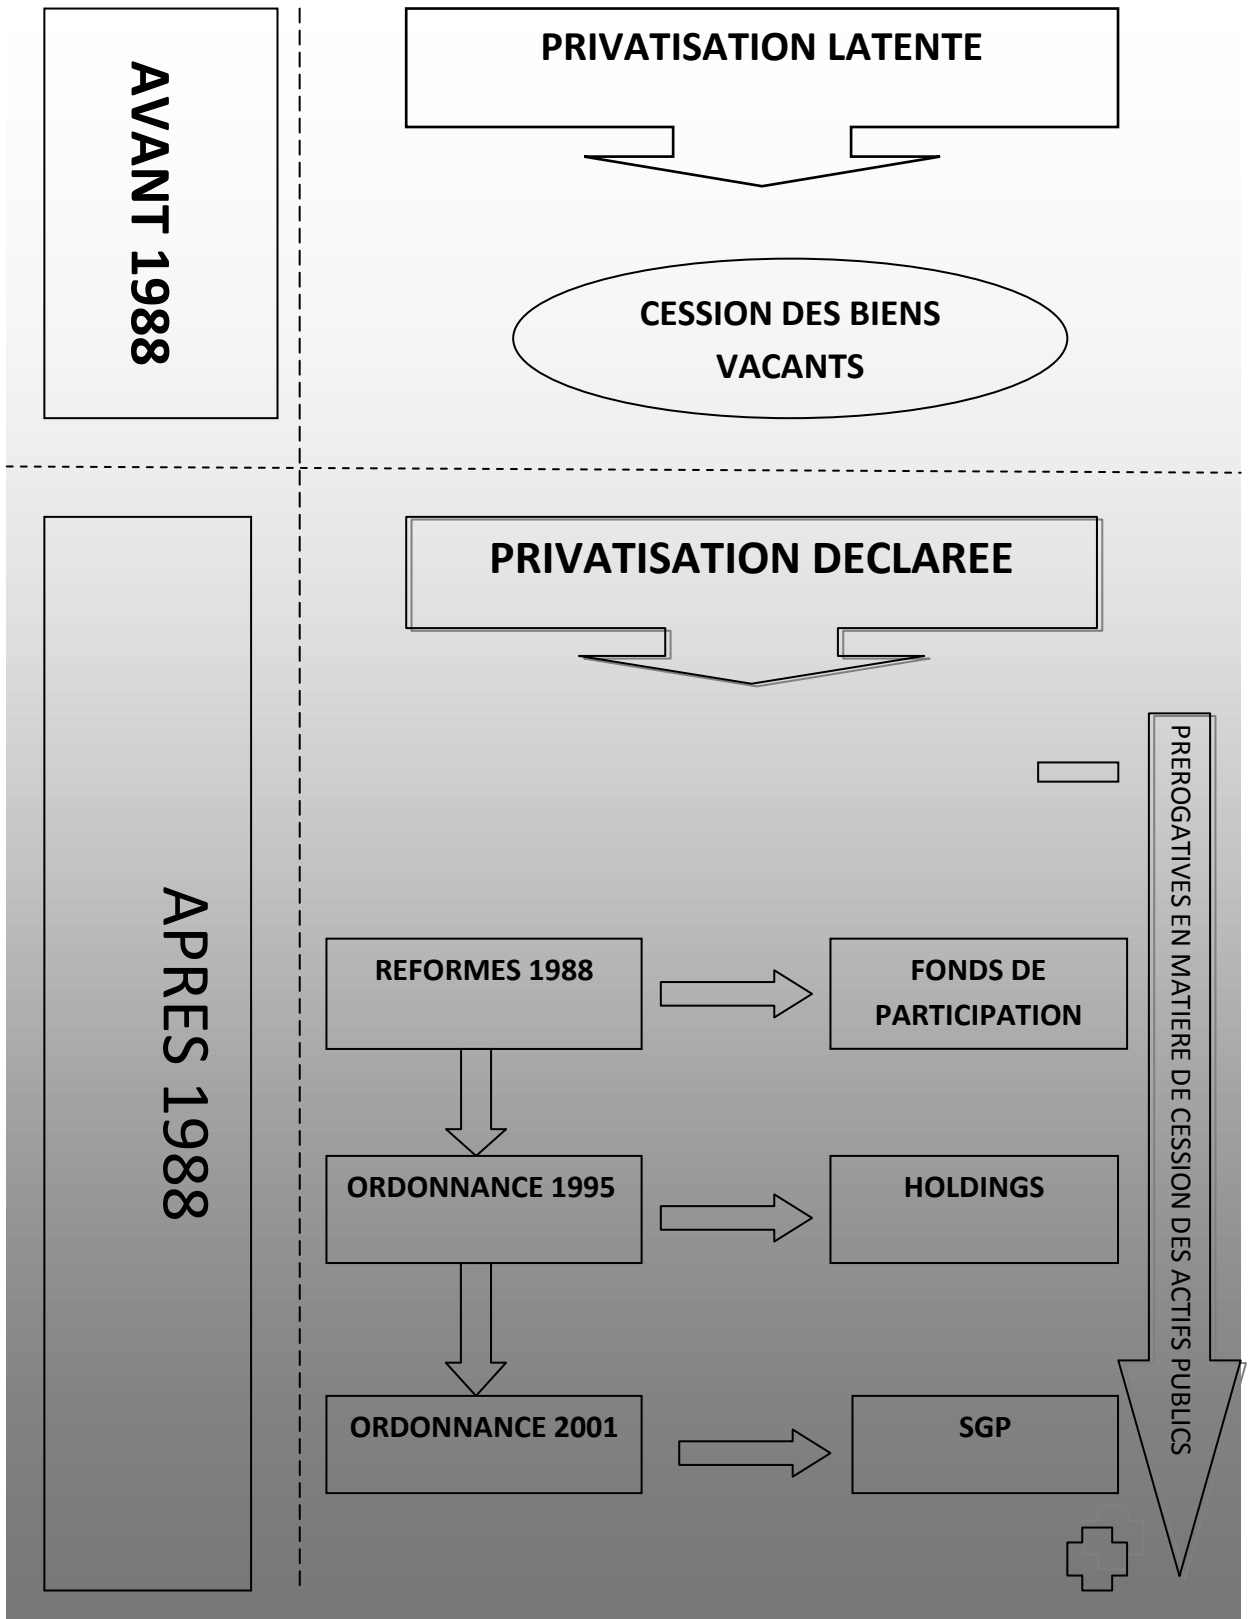 AVANT 1988
PRIVATISATION LATENTE
CESSION DES BIENS
VACANTS
APRES 1988
PRIVATISATION DECLAREE
PREROGATIVES EN MATIERE DE CESSION DES ACTIFS PUBLICS
REFORMES 1988
FONDS DE
PARTICIPATION
ORDONNANCE 1995
HOLDINGS
ORDONNANCE 2001
SGP